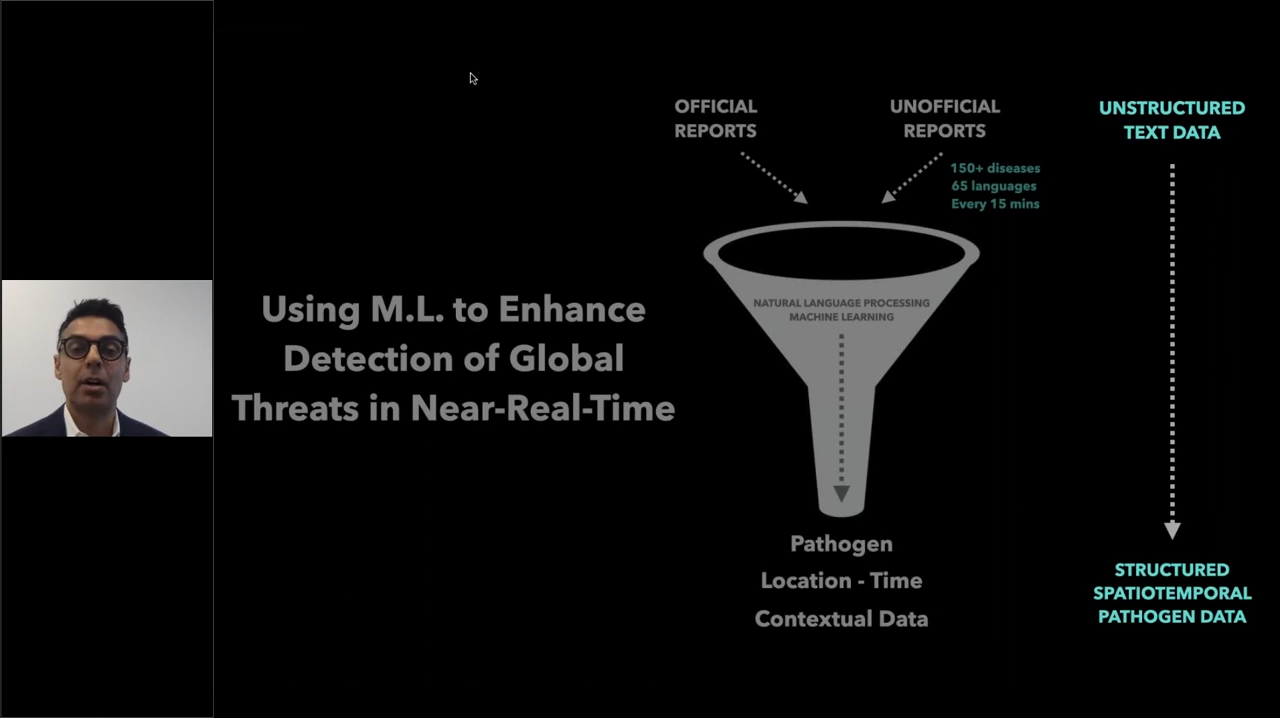 Using M.L. to Enhance
Detection of Global
Threats in Near-Real-Time
OFFICIAL
REPORTS
UNOFFICIAL
REPORTS
150+ diseases
65 languages
Every 15 mins
NATURAL LANGUAGE PROCESSING
MACHINE LEARNING
Pathogen
Location - Time
Contextual Data
UNSTRUCTURED
TEXT DATA
STRUCTURED
SPATIOTEMPORAL
PATHOGEN DATA